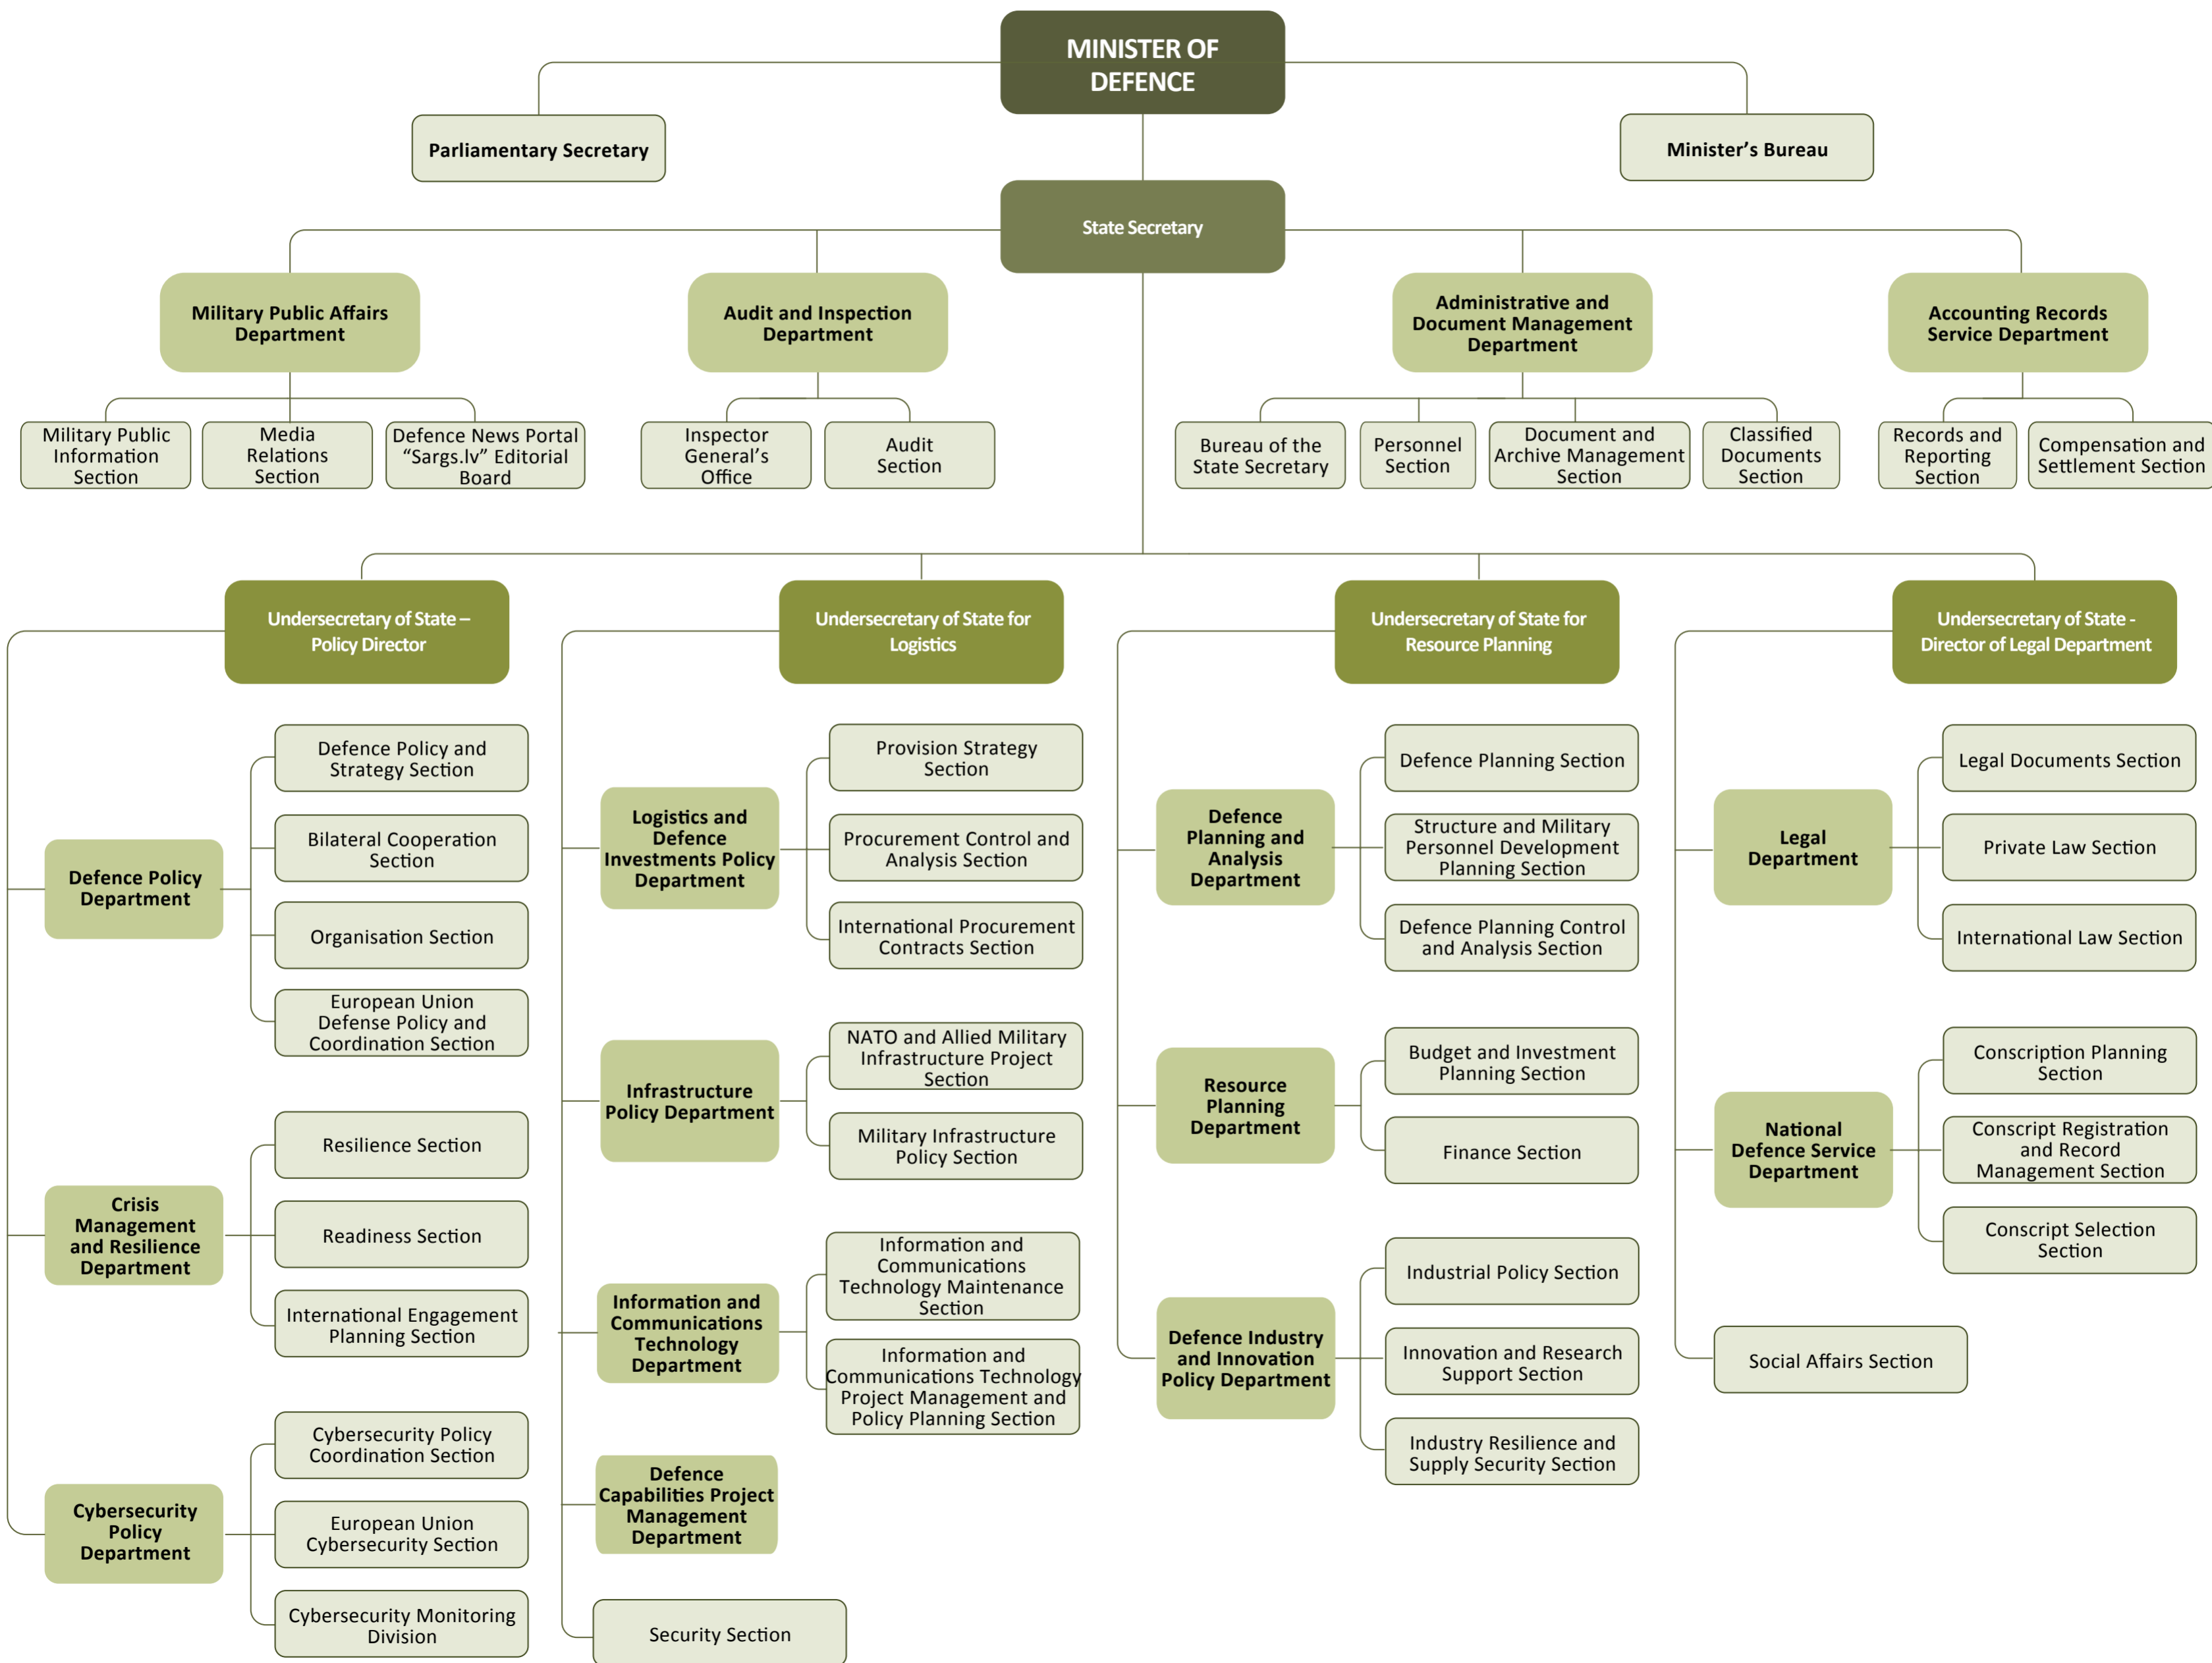 MINISTER OF
DEFENCE
Parliamentary Secretary
Minister’s Bureau
State Secretary
Military Public Affairs
Department
Audit and Inspection
Department
Administrative and
Document Management
Department
Accounting Records
Service Department
Military Public
Information
Section
Media
Relations
Section
Defence News Portal
“Sargs.lv” Editorial
Board
Inspector
General’s
Office
Audit
Section
Bureau of the
State Secretary
Personnel
Section
Document and
Archive Management
Section
Classified
Documents
Section
Records and
Reporting
Section
Compensation and
Settlement Section
Undersecretary of State –
Policy Director
Undersecretary of State for
Logistics
Undersecretary of State for
Resource Planning
Undersecretary of State -
Director of Legal Department
Defence Policy
Department
Defence Policy and
Strategy Section
Bilateral Cooperation
Section
Organisation Section
European Union
Defense Policy and
Coordination Section
Crisis
Management
and Resilience
Department
Resilience Section
Readiness Section
International Engagement
Planning Section
Cybersecurity
Policy
Department
Cybersecurity Policy
Coordination Section
European Union
Cybersecurity Section
Cybersecurity Monitoring
Division
Logistics and
Defence
Investments Policy
Department
Provision Strategy
Section
Procurement Control and
Analysis Section
International Procurement
Contracts Section
Infrastructure
Policy Department
NATO and Allied Military
Infrastructure Project
Section
Military Infrastructure
Policy Section
Information and
Communications
Technology
Department
Information and
Communications
Technology Maintenance
Section
Information and
Communications Technology
Project Management and
Policy Planning Section
Defence
Capabilities Project
Management
Department
Security Section
Defence
Planning and
Analysis
Department
Defence Planning Section
Structure and Military
Personnel Development
Planning Section
Defence Planning Control
and Analysis Section
Resource
Planning
Department
Budget and Investment
Planning Section
Finance Section
Defence Industry
and Innovation
Policy Department
Industrial Policy Section
Innovation and Research
Support Section
Industry Resilience and
Supply Security Section
Legal
Department
Legal Documents Section
Private Law Section
International Law Section
National
Defence Service
Department
Conscription Planning
Section
Conscript Registration
and Record
Management Section
Conscript Selection
Section
Social Affairs Section